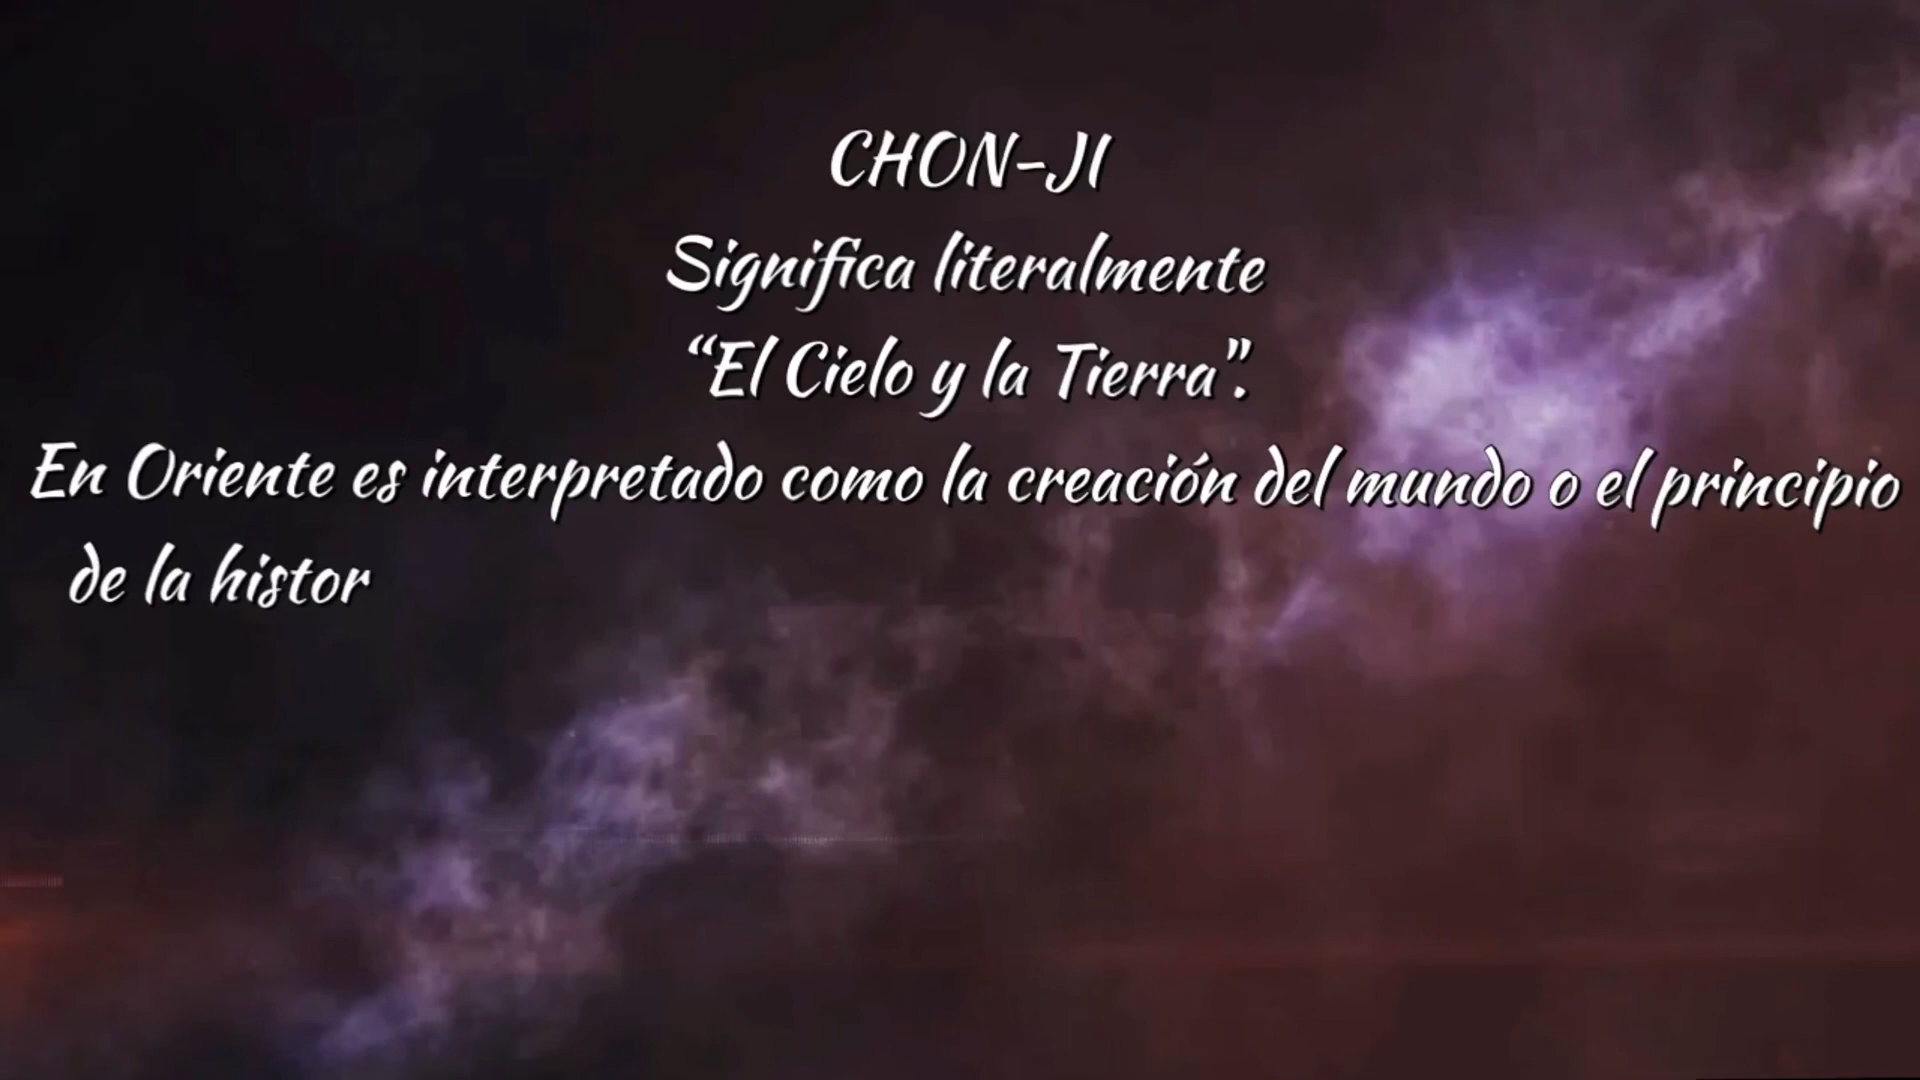 CHON-JI
Significa literalmente
“El Cielo y la Tierra”.
En Oriente es interpretado como la creación del mundo o el principio
de la histor